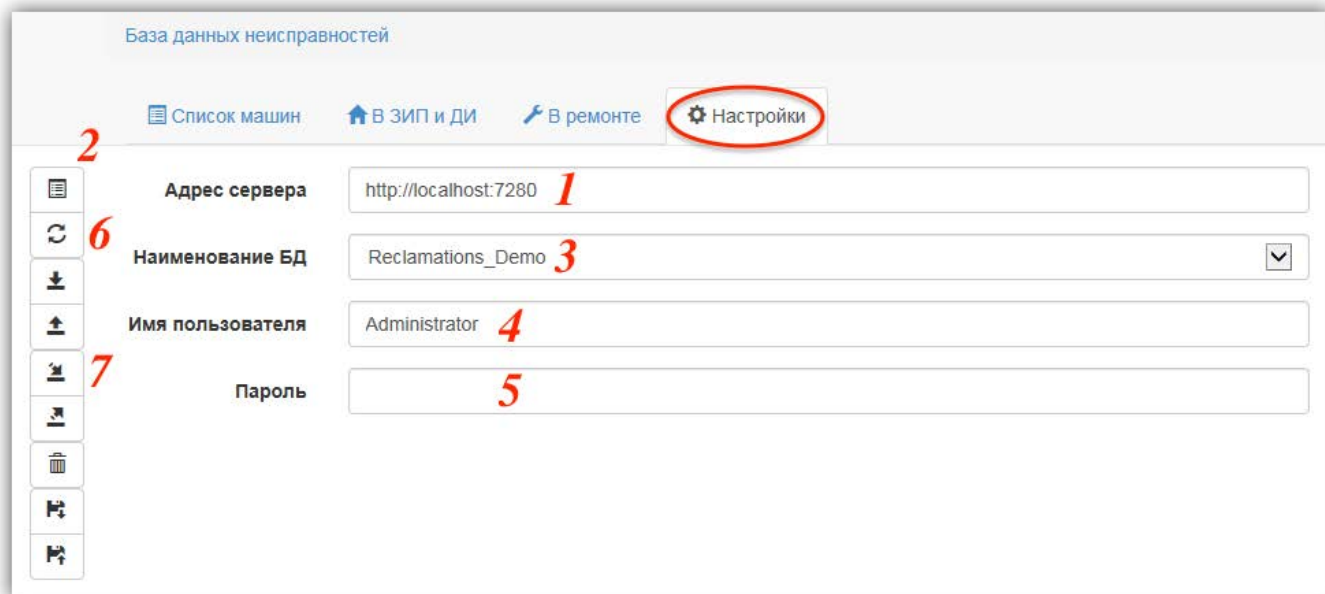 База данных неисправностей
Список машин В ЗИП и ДИ В ремонте Настройки
2
Адрес сервера http://localhost:7280 1
6
Наименование БД Reclamations_Demo 3
Имя пользователя Administrator 4
7
Пароль 5